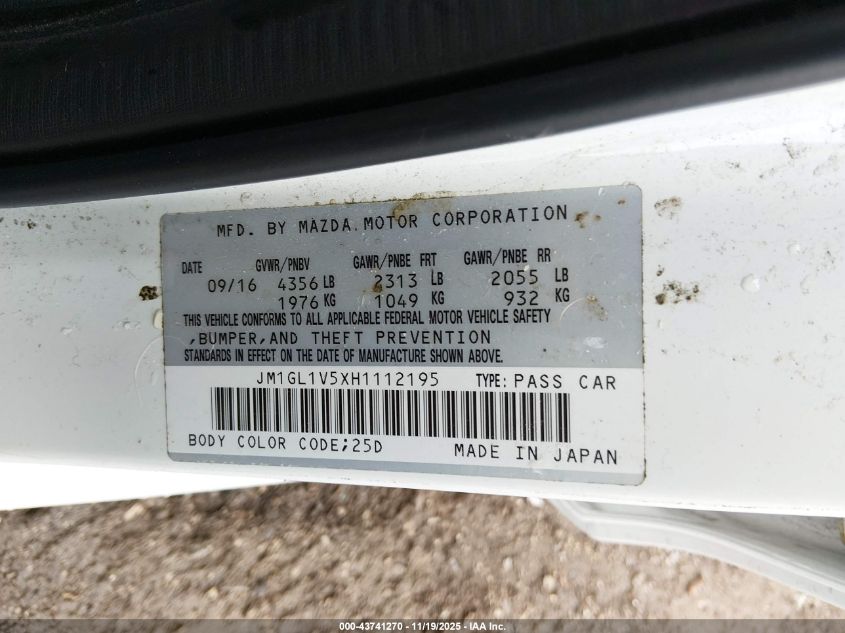 MFD. BY MAZDA MOTOR CORPORATION
DATE GVWR/PNBV GAWR/PNBE FRT GAWR/PNBE RR
09/16 4356 LB 2313 LB 2055 LB
1976 KG 1049 KG 932 KG
THIS VEHICLE CONFORMS TO ALL APPLICABLE FEDERAL MOTOR VEHICLE SAFETY
,BUMPER,AND THEFT PREVENTION
STANDARDS IN EFFECT ON THE DATE OF MANUFACTURE SHOWN ABOVE.
JM1GL1V5XH1112195 TYPE: PASS CAR
BODY COLOR CODE;25D MADE IN JAPAN
000-43741270 - 11/19/2025 - IAA Inc.